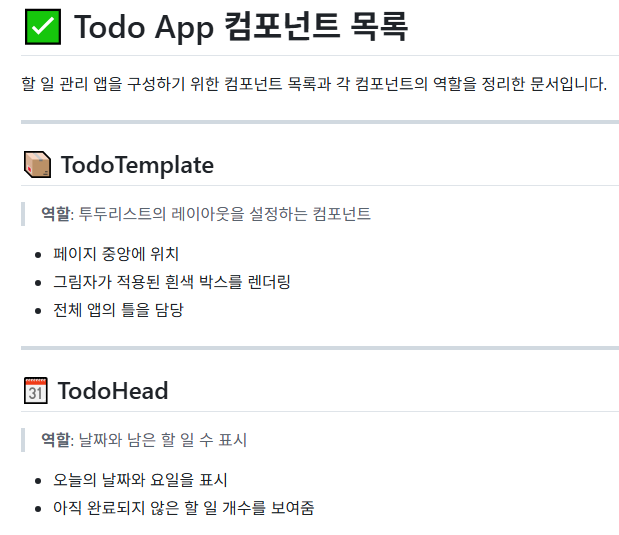 ✅ Todo App 컴포넌트 목록
할 일 관리 앱을 구성하기 위한 컴포넌트 목록과 각 컴포넌트의 역할을 정리한 문서입니다.
📦 TodoTemplate
역할: 투두리스트의 레이아웃을 설정하는 컴포넌트
• 페이지 중앙에 위치
• 그림자가 적용된 흰색 박스를 렌더링
• 전체 앱의 틀을 담당
31 TodoHead
역할: 날짜와 남은 할 일 수 표시
• 오늘의 날짜와 요일을 표시
• 아직 완료되지 않은 할 일 개수를 보여줌